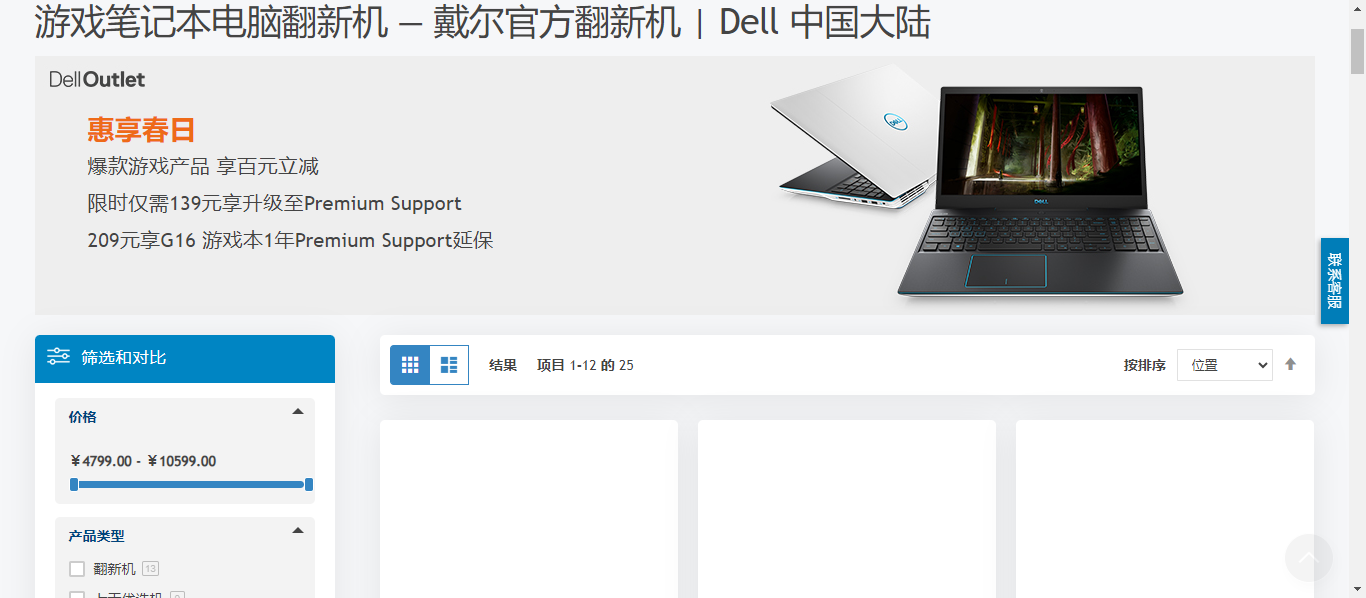 游戏笔记本电脑翻新机 – 戴尔官方翻新机 | Dell 中国大陆
DellOutlet
惠享春日
爆款游戏产品 享百元立减
限时仅需139元享升级至Premium Support
209元享G16 游戏本1年Premium Support延保
联系客服
筛选和对比
结果 项目 1-12 的 25
按排序 位置
价格
￥4799.00 - ￥10599.00
产品类型
翻新机 13